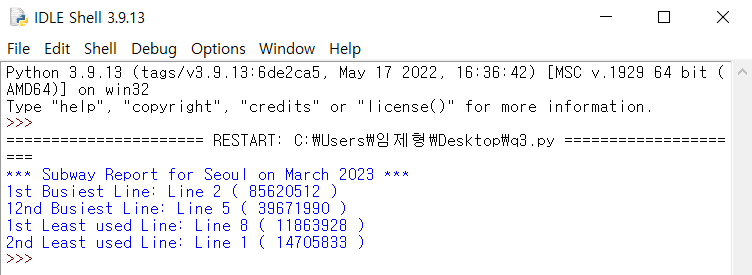 IDLE Shell 3.9.13
File Edit Shell Debug Options Window Help
Python 3.9.13 (tags/v3.9.13:6de2ca5, May 17 2022, 16:36:42) [MSC v.1929 64 bit (
AMD64)] on win32
Type "help", "copyright", "credits" or "license()" for more information.
>>>
====================== RESTART: C:₩Users₩임제형₩Desktop₩q3.py ===================
===
*** Subway Report for Seoul on March 2023 ***
1st Busiest Line: Line 2 ( 85620512 )
12nd Busiest Line: Line 5 ( 39671990 )
1st Least used Line: Line 8 ( 11863928 )
2nd Least used Line: Line 1 ( 14705833 )
>>>